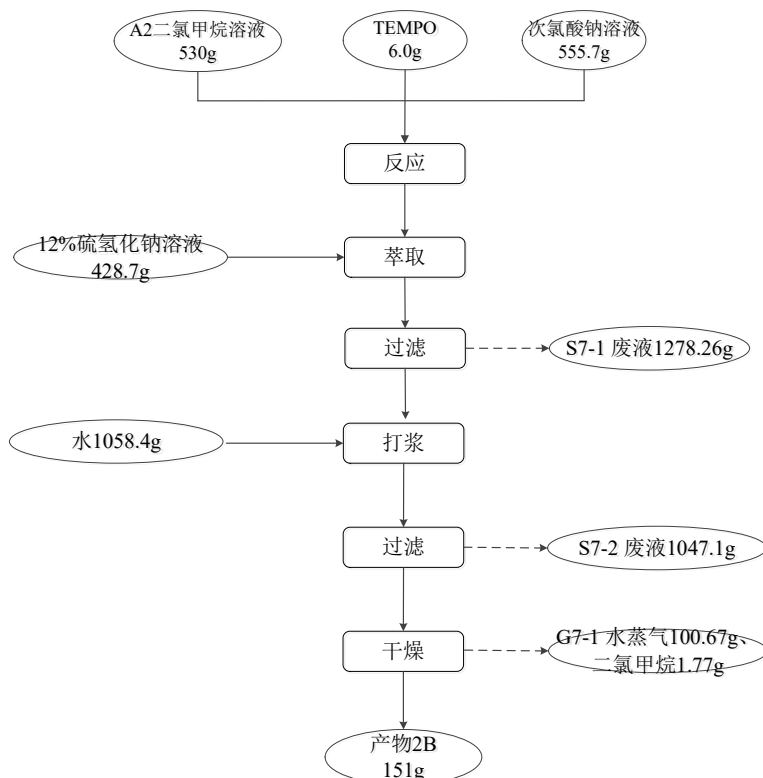 A2二氯甲烷溶液
530g
TEMPO
6.0g
次氯酸钠溶液
555.7g
反应
12%硫氢化钠溶液
428.7g
萃取
过滤
S7-1 废液1278.26g
水1058.4g
打浆
过滤
S7-2 废液1047.1g
干燥
G7-1 水蒸气100.67g、
二氯甲烷1.77g
产物2B
151g